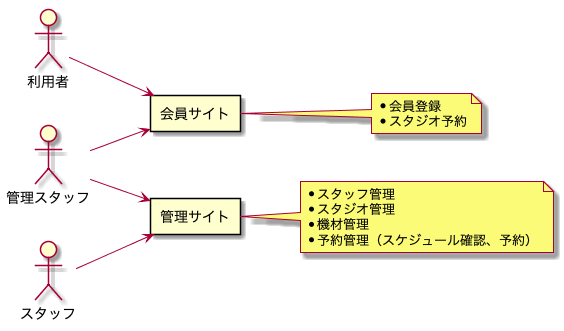 利用者
管理スタッフ
スタッフ
会員サイト
管理サイト
•会員登録
•スタジオ予約
•スタッフ管理
•スタジオ管理
•機材管理
•予約管理（スケジュール確認、予約）